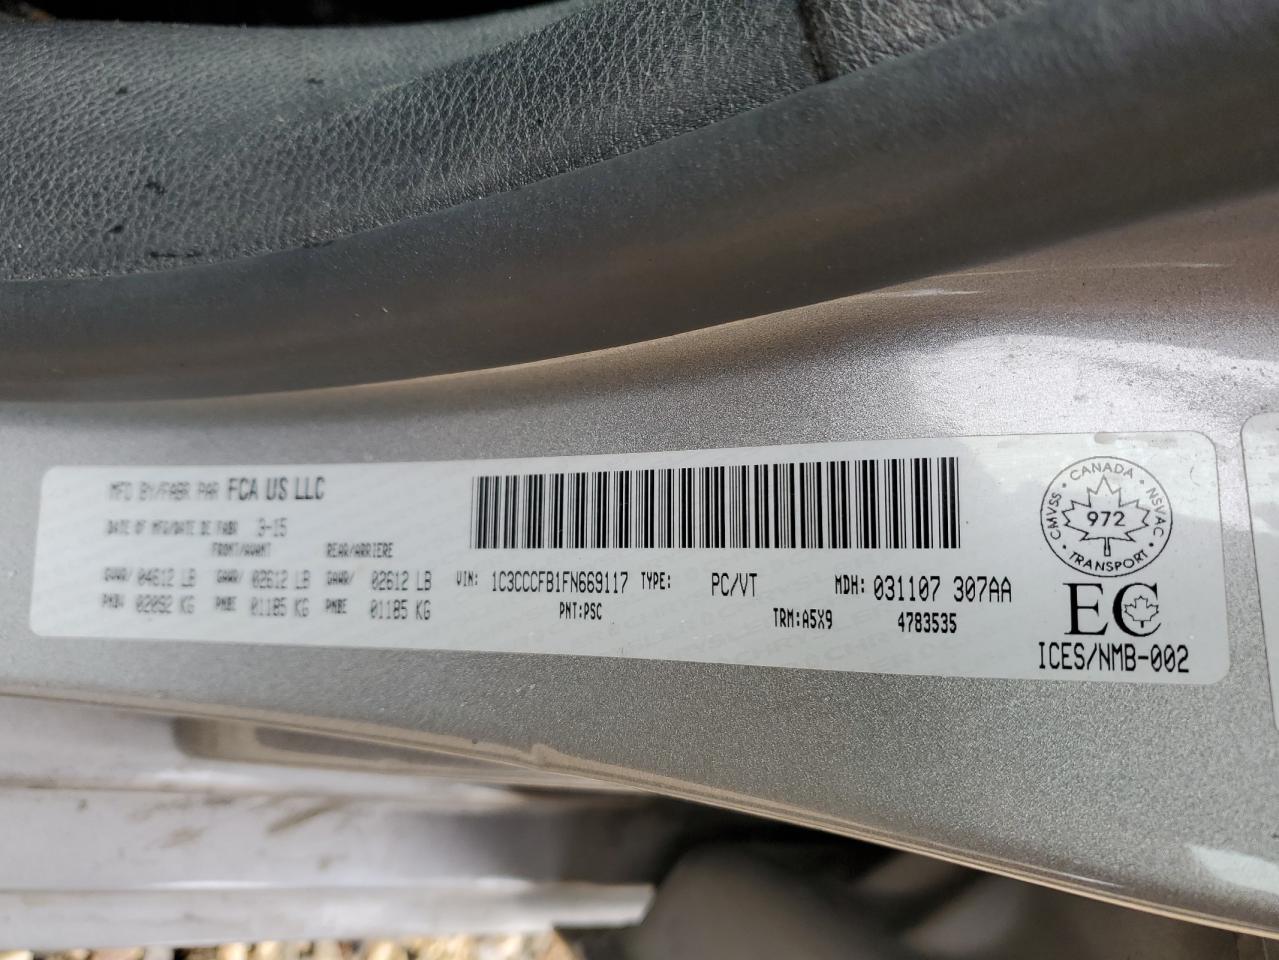 MFD BY/FABR PAR FCA US LLC
DATE OF MFG/DATE DE FABR 3-15
FRONT/AVANT REAR/ARRIERE
GVWR/ 04612 LB GAWR/ 02612 LB GAWR/ 02612 LB
PNBV 02092 KG PNBE 01185 KG PNBE 01185 KG
VIN: 1C3CCCFB1FN669117 TYPE: PC/VT MDH: 031107 307AA
PNT:PSC TRM:A5X9 4783535
CANADA
CMVSS 972 NSVAC
TRANSPORT
EC
ICES/NMB-002